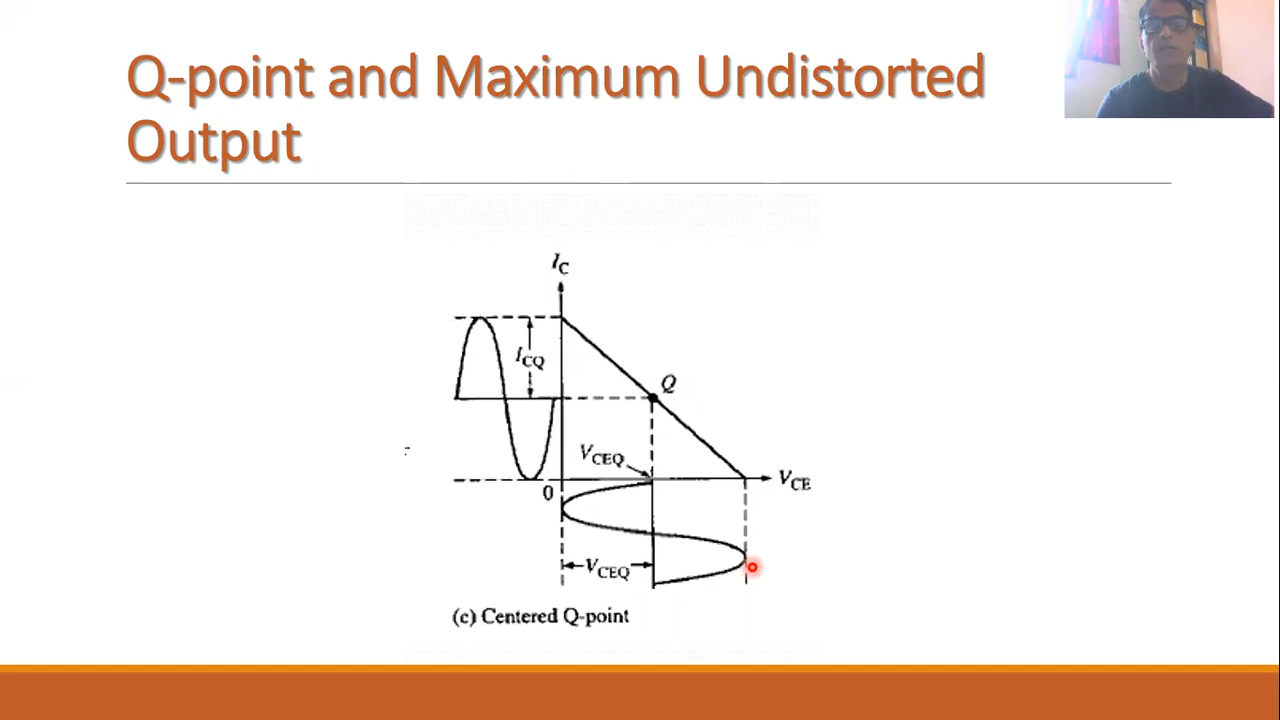 Q-point and Maximum Undistorted
Output
I_C
I_CQ
Q
V_CEQ
0
V_CE
V_CEQ
(c) Centered Q-point